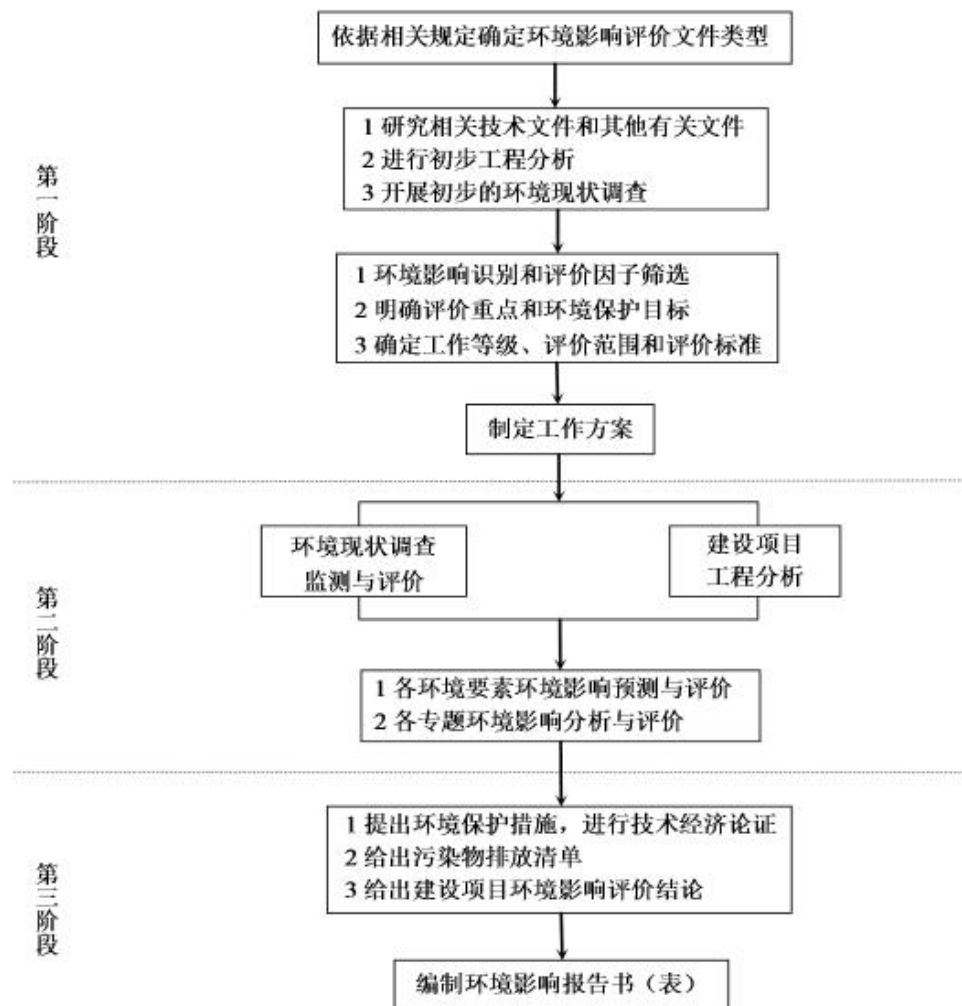 依据相关规定确定环境影响评价文件类型
第一阶段
1 研究相关技术文件和其他有关文件
2 进行初步工程分析
3 开展初步的环境现状调查
1 环境影响识别和评价因子筛选
2 明确评价重点和环境保护目标
3 确定工作等级、评价范围和评价标准
制定工作方案
第二阶段
环境现状调查
监测与评价
建设项目
工程分析
1 各环境要素环境影响预测与评价
2 各专题环境影响分析与评价
第三阶段
1 提出环境保护措施，进行技术经济论证
2 给出污染物排放清单
3 给出建设项目环境影响评价结论
编制环境影响报告书（表）